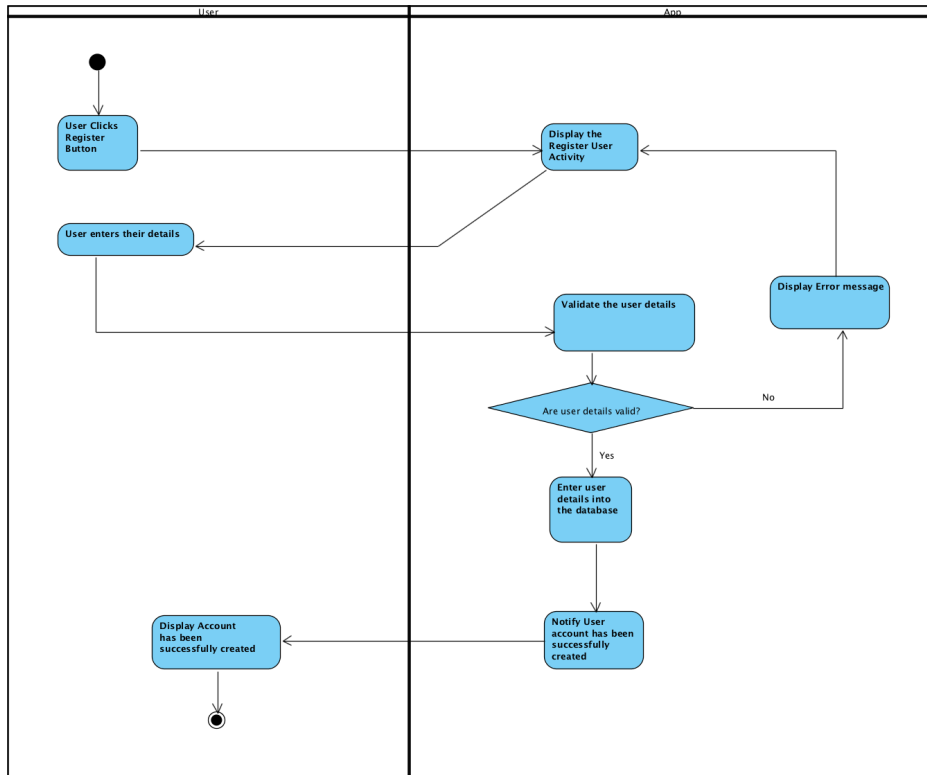 User
App
User Clicks
Register
Button
Display the
Register User
Activity
User enters their details
Display Error message
Validate the user details
No
Are user details valid?
Yes
Enter user
details into
the database
Display Account
has been
successfully created
Notify User
account has been
successfully
created